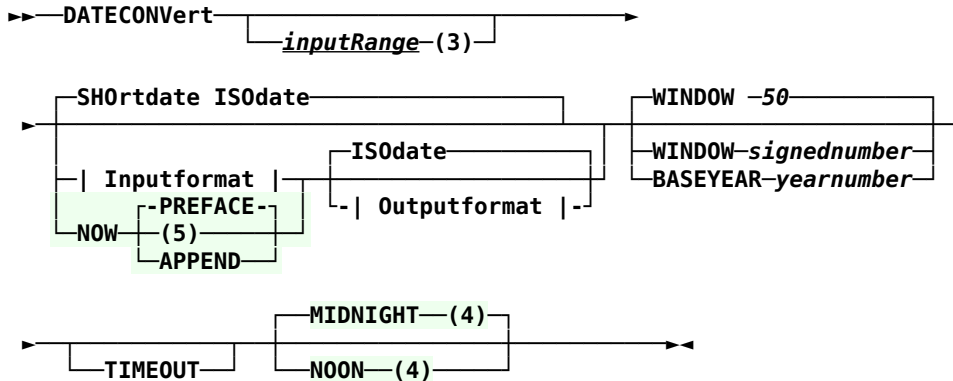 ►►──DATECONVert
inputRange─(3)
SHOrtdate ISOdate
WINDOW ─50
ISOdate
WINDOW─signednumber
| Inputformat |
BASEYEAR─yearnumber
-PREFACE-
-| Outputformat |-
NOW
(5)
APPEND
MIDNIGHT──(4)
TIMEOUT
NOON──(4)